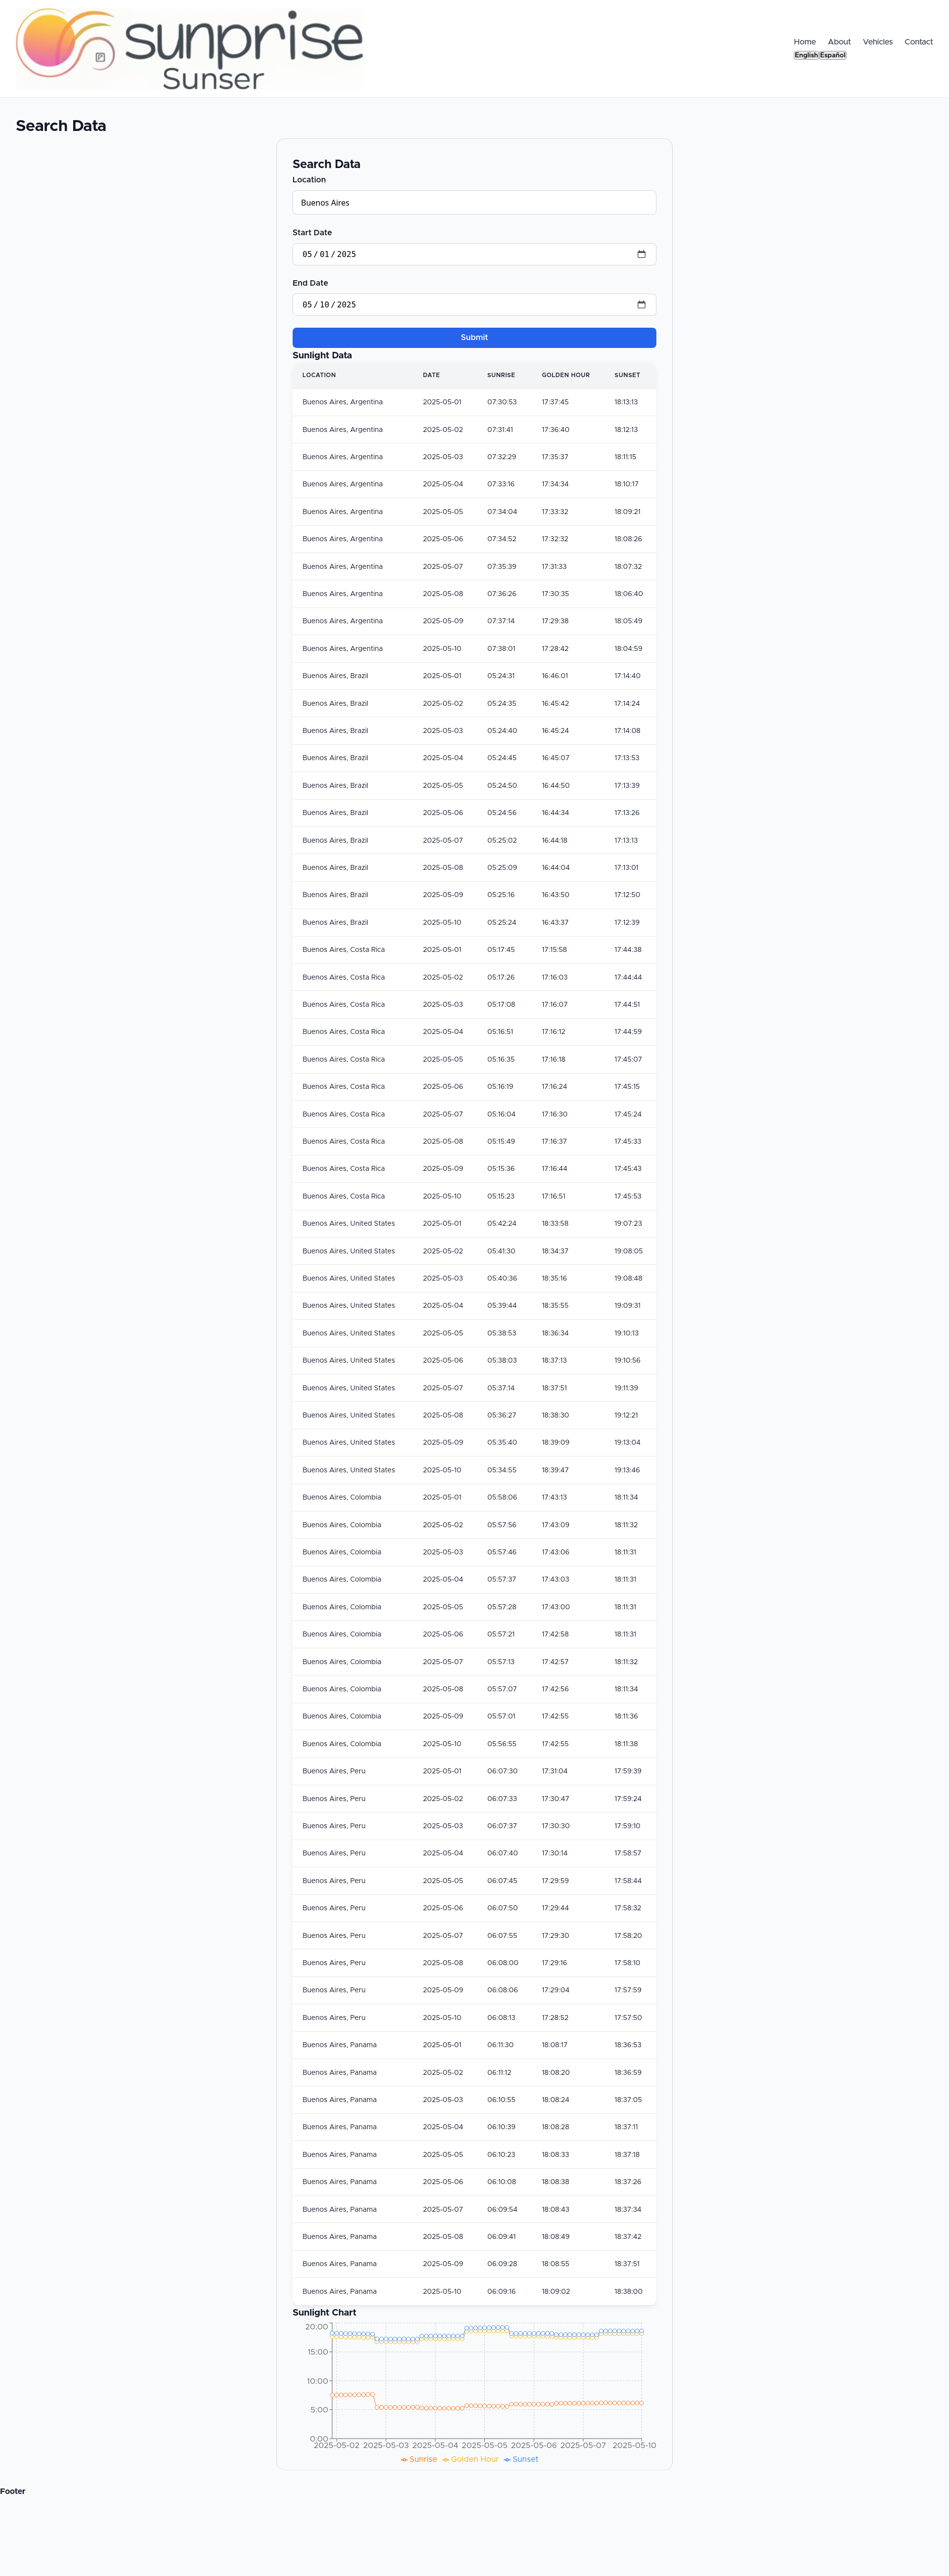 sunprise
Sunser
Home About Vehicles Contact
English Español
Search Data
Search Data
Location
Buenos Aires
Start Date
05/01/2025
End Date
05/10/2025
Submit
Sunlight Data
LOCATION DATE SUNRISE GOLDEN HOUR SUNSET
Buenos Aires, Argentina 2025-05-01 07:30:53 17:37:45 18:13:13
Buenos Aires, Argentina 2025-05-02 07:31:41 17:36:40 18:12:13
Buenos Aires, Argentina 2025-05-03 07:32:29 17:35:37 18:11:15
Buenos Aires, Argentina 2025-05-04 07:33:16 17:34:34 18:10:17
Buenos Aires, Argentina 2025-05-05 07:34:04 17:33:32 18:09:21
Buenos Aires, Argentina 2025-05-06 07:34:52 17:32:32 18:08:26
Buenos Aires, Argentina 2025-05-07 07:35:39 17:31:33 18:07:32
Buenos Aires, Argentina 2025-05-08 07:36:26 17:30:35 18:06:40
Buenos Aires, Argentina 2025-05-09 07:37:14 17:29:38 18:05:49
Buenos Aires, Argentina 2025-05-10 07:38:01 17:28:42 18:04:59
Buenos Aires, Brazil 2025-05-01 05:24:31 16:46:01 17:14:40
Buenos Aires, Brazil 2025-05-02 05:24:35 16:45:42 17:14:24
Buenos Aires, Brazil 2025-05-03 05:24:40 16:45:24 17:14:08
Buenos Aires, Brazil 2025-05-04 05:24:45 16:45:07 17:13:53
Buenos Aires, Brazil 2025-05-05 05:24:50 16:44:50 17:13:39
Buenos Aires, Brazil 2025-05-06 05:24:56 16:44:34 17:13:26
Buenos Aires, Brazil 2025-05-07 05:25:02 16:44:18 17:13:13
Buenos Aires, Brazil 2025-05-08 05:25:09 16:44:04 17:13:01
Buenos Aires, Brazil 2025-05-09 05:25:16 16:43:50 17:12:50
Buenos Aires, Brazil 2025-05-10 05:25:24 16:43:37 17:12:39
Buenos Aires, Costa Rica 2025-05-01 05:17:45 17:15:58 17:44:38
Buenos Aires, Costa Rica 2025-05-02 05:17:26 17:16:03 17:44:44
Buenos Aires, Costa Rica 2025-05-03 05:17:08 17:16:07 17:44:51
Buenos Aires, Costa Rica 2025-05-04 05:16:51 17:16:12 17:44:59
Buenos Aires, Costa Rica 2025-05-05 05:16:35 17:16:18 17:45:07
Buenos Aires, Costa Rica 2025-05-06 05:16:19 17:16:24 17:45:15
Buenos Aires, Costa Rica 2025-05-07 05:16:04 17:16:30 17:45:24
Buenos Aires, Costa Rica 2025-05-08 05:15:49 17:16:37 17:45:33
Buenos Aires, Costa Rica 2025-05-09 05:15:36 17:16:44 17:45:43
Buenos Aires, Costa Rica 2025-05-10 05:15:23 17:16:51 17:45:53
Buenos Aires, United States 2025-05-01 05:42:24 18:33:58 19:07:23
Buenos Aires, United States 2025-05-02 05:41:30 18:34:37 19:08:05
Buenos Aires, United States 2025-05-03 05:40:36 18:35:16 19:08:48
Buenos Aires, United States 2025-05-04 05:39:44 18:35:55 19:09:31
Buenos Aires, United States 2025-05-05 05:38:53 18:36:34 19:10:13
Buenos Aires, United States 2025-05-06 05:38:03 18:37:13 19:10:56
Buenos Aires, United States 2025-05-07 05:37:14 18:37:51 19:11:39
Buenos Aires, United States 2025-05-08 05:36:27 18:38:30 19:12:21
Buenos Aires, United States 2025-05-09 05:35:40 18:39:09 19:13:04
Buenos Aires, United States 2025-05-10 05:34:55 18:39:47 19:13:46
Buenos Aires, Colombia 2025-05-01 05:58:06 17:43:13 18:11:34
Buenos Aires, Colombia 2025-05-02 05:57:56 17:43:09 18:11:32
Buenos Aires, Colombia 2025-05-03 05:57:46 17:43:06 18:11:31
Buenos Aires, Colombia 2025-05-04 05:57:37 17:43:03 18:11:31
Buenos Aires, Colombia 2025-05-05 05:57:28 17:43:00 18:11:31
Buenos Aires, Colombia 2025-05-06 05:57:21 17:42:58 18:11:31
Buenos Aires, Colombia 2025-05-07 05:57:13 17:42:57 18:11:32
Buenos Aires, Colombia 2025-05-08 05:57:07 17:42:56 18:11:34
Buenos Aires, Colombia 2025-05-09 05:57:01 17:42:55 18:11:36
Buenos Aires, Colombia 2025-05-10 05:56:55 17:42:55 18:11:38
Buenos Aires, Peru 2025-05-01 06:07:30 17:31:04 17:59:39
Buenos Aires, Peru 2025-05-02 06:07:33 17:30:47 17:59:24
Buenos Aires, Peru 2025-05-03 06:07:37 17:30:30 17:59:10
Buenos Aires, Peru 2025-05-04 06:07:40 17:30:14 17:58:57
Buenos Aires, Peru 2025-05-05 06:07:45 17:29:59 17:58:44
Buenos Aires, Peru 2025-05-06 06:07:50 17:29:44 17:58:32
Buenos Aires, Peru 2025-05-07 06:07:55 17:29:30 17:58:20
Buenos Aires, Peru 2025-05-08 06:08:00 17:29:16 17:58:10
Buenos Aires, Peru 2025-05-09 06:08:06 17:29:04 17:57:59
Buenos Aires, Peru 2025-05-10 06:08:13 17:28:52 17:57:50
Buenos Aires, Panama 2025-05-01 06:11:30 18:08:17 18:36:53
Buenos Aires, Panama 2025-05-02 06:11:12 18:08:20 18:36:59
Buenos Aires, Panama 2025-05-03 06:10:55 18:08:24 18:37:05
Buenos Aires, Panama 2025-05-04 06:10:39 18:08:28 18:37:11
Buenos Aires, Panama 2025-05-05 06:10:23 18:08:33 18:37:18
Buenos Aires, Panama 2025-05-06 06:10:08 18:08:38 18:37:26
Buenos Aires, Panama 2025-05-07 06:09:54 18:08:43 18:37:34
Buenos Aires, Panama 2025-05-08 06:09:41 18:08:49 18:37:42
Buenos Aires, Panama 2025-05-09 06:09:28 18:08:55 18:37:51
Buenos Aires, Panama 2025-05-10 06:09:16 18:09:02 18:38:00
Sunlight Chart
20:00
15:00
10:00
5:00
0:00
2025-05-02 2025-05-03 2025-05-04 2025-05-05 2025-05-06 2025-05-07 2025-05-10
Sunrise Golden Hour Sunset
Footer